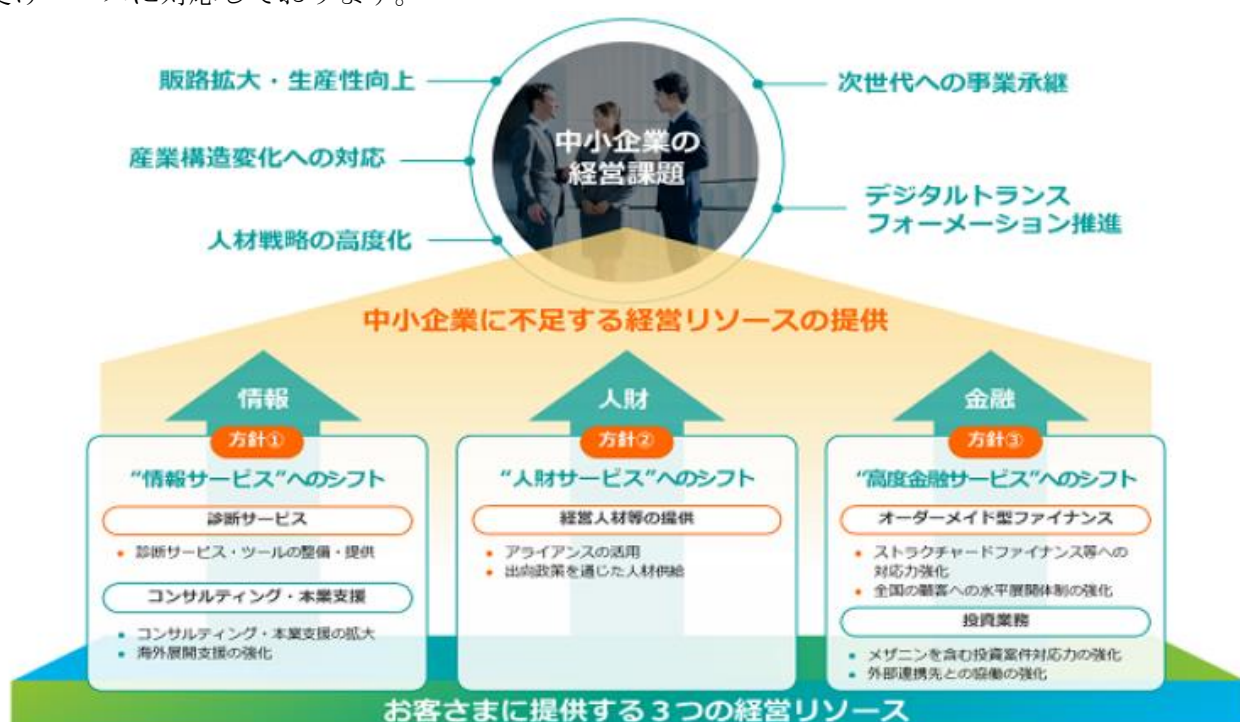 ニーズに対応しております。
販路拡大・生産性向上
次世代への事業承継
中小企業の
経営課題
産業構造変化への対応
デジタルトランス
フォーメーション推進
人材戦略の高度化
中小企業に不足する経営リソースの提供
情報
人財
金融
方針①
方針②
方針③
“情報サービス”へのシフト
診断サービス
• 診断サービス・ツールの整備・提供
コンサルティング・本業支援
• コンサルティング・本業支援の拡大
• 海外展開支援の強化
“人財サービス”へのシフト
経営人材等の提供
• アライアンスの活用
• 出向政策を通じた人材供給
“高度金融サービス”へのシフト
オーダーメイド型ファイナンス
• ストラクチャードファイナンス等への
対応力強化
• 全国の顧客への水平展開体制の強化
投資業務
• メザニンを含む投資案件対応力の強化
• 外部連携先との協働の強化
お客さまに提供する3つの経営リソース